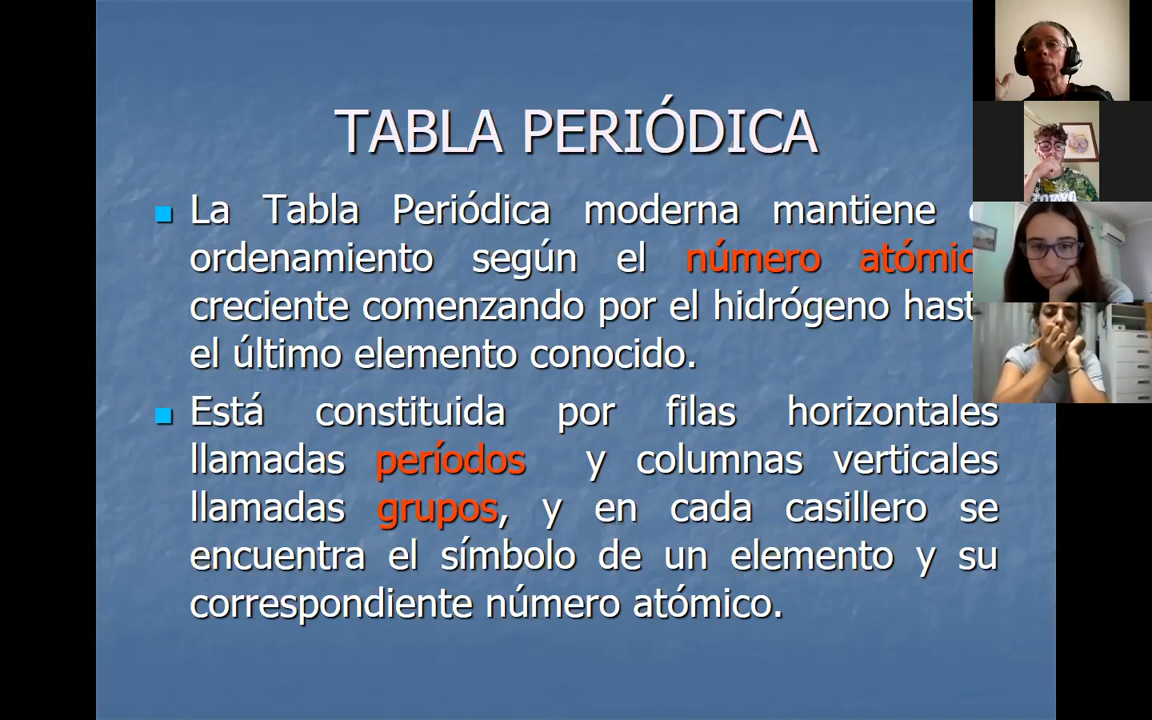 TABLA PERIÓDICA
La Tabla Periódica moderna mantiene
ordenamiento según el número
creciente comenzando por el hidrógeno
el último elemento conocido.
Está constituida por filas horizontales
llamadas períodos y columnas verticales
llamadas grupos, y en cada casillero se
encuentra el símbolo de un elemento y su
correspondiente número atómico.